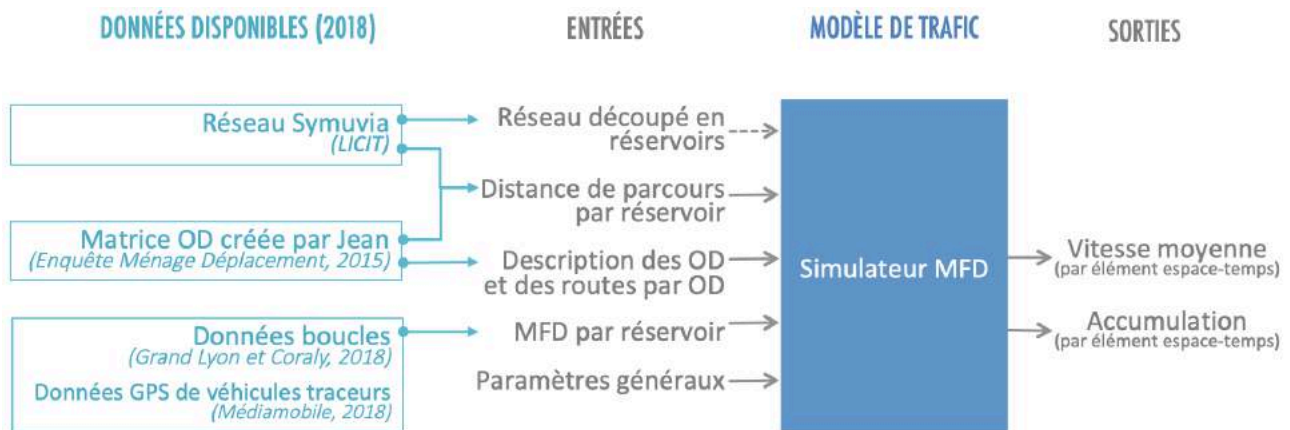 DONNÉES DISPONIBLES (2018)
ENTRÉES
MODÈLE DE TRAFIC
SORTIES
Réseau Symuvia
(LICIT)
Matrice OD créée par Jean
(Enquête Ménage Déplacement, 2015)
Données boucles
(Grand Lyon et Coraly, 2018)
Données GPS de véhicules traceurs
(Médiamobile, 2018)
Réseau découpé en
réservoirs
Distance de parcours
par réservoir
Description des OD
et des routes par OD
MFD par réservoir
Paramètres généraux
Simulateur MFD
Vitesse moyenne
(par élément espace-temps)
Accumulation
(par élément espace-temps)